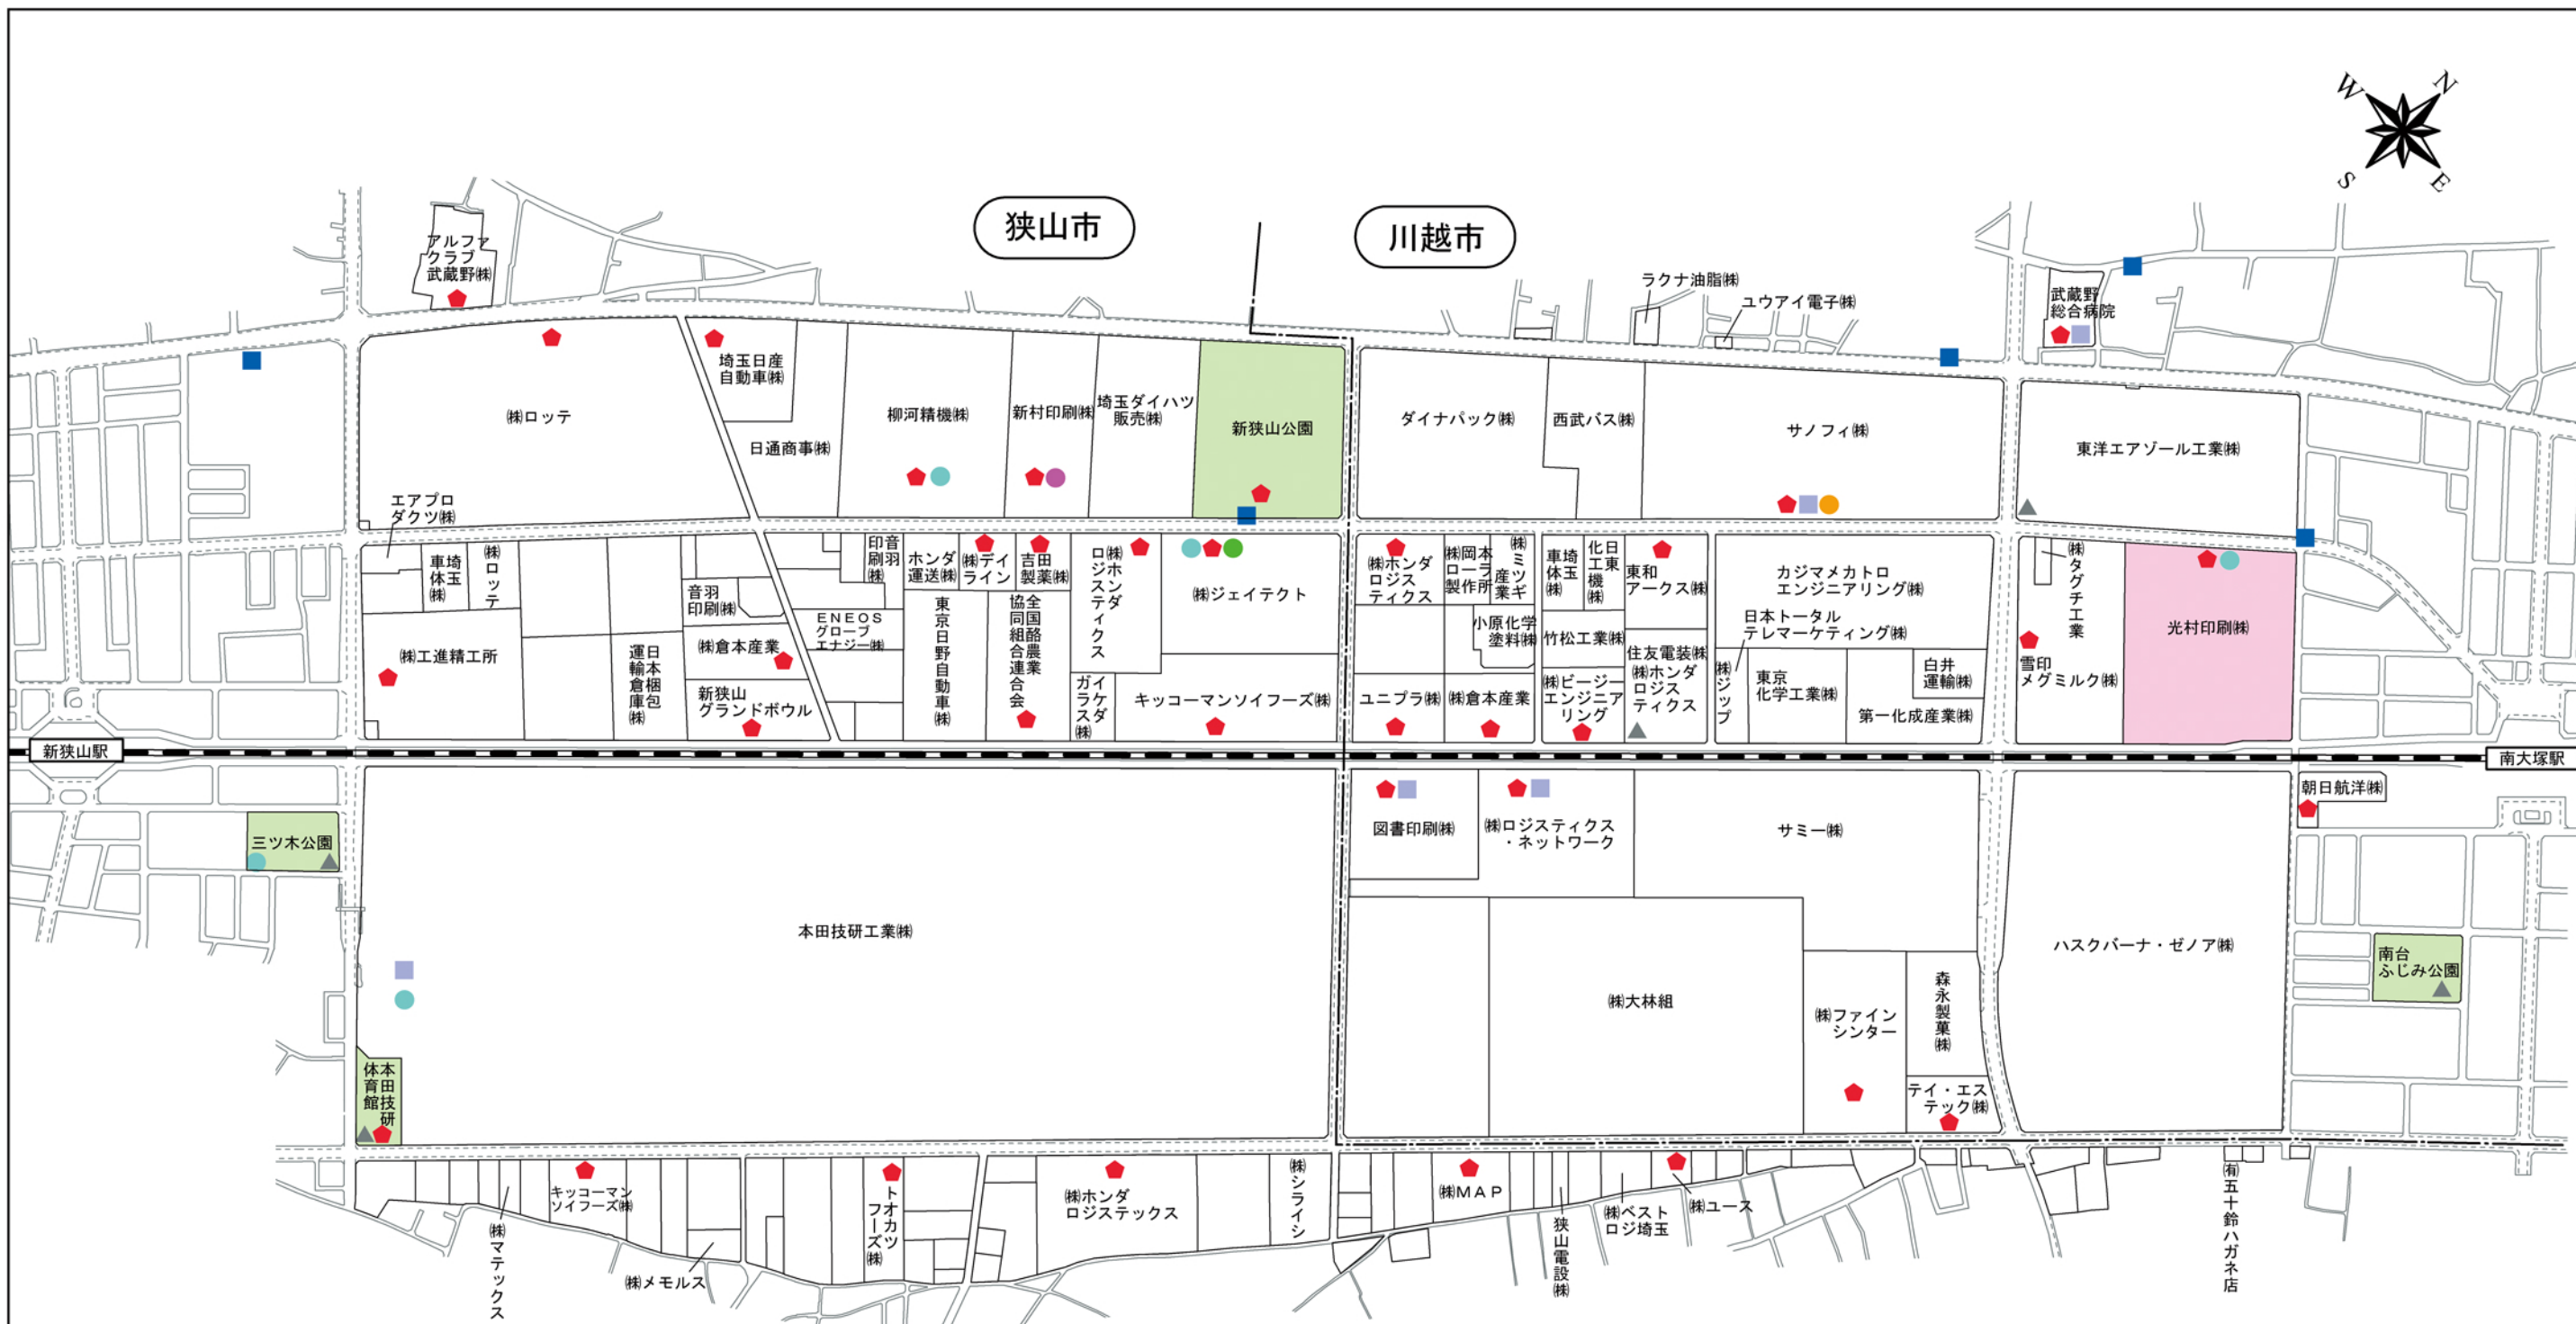 狭山市
川越市
W
N
S
E
アルファ
クラブ
武蔵野㈱
ラクナ油脂㈱
ユウアイ電子㈱
武蔵野
総合病院
㈱ロッテ
埼玉日産
自動車㈱
日通商事㈱
柳河精機㈱
新村印刷㈱
埼玉ダイハツ
販売㈱
新狭山公園
ダイナパック㈱
西武バス㈱
サノフィ㈱
東洋エアゾール工業㈱
エアプロ
ダクツ㈱
埼玉
車体㈱
㈱ロッテ
音羽
印刷㈱
㈱倉本産業
新狭山
グランドボウル
㈱工進精工所
日本梱包
運輸倉庫㈱
音羽
印刷㈱
ENEOS
グローブ
エナジー㈱
ホンダ
運送㈱
㈱デイ
ライン
吉田
製薬㈱
東京日野自動車㈱
全国酪農業
協同組合連合会
㈱ホンダ
ロジスティクス
㈱ジェイテクト
イケダ
ガラス㈱
キッコーマンソイフーズ㈱
㈱ホンダ
ロジス
ティクス
㈱岡本
ローラ
製作所
㈱ミツギ
産業
小原化学
塗料㈱
ユニプラ㈱
㈱倉本産業
埼玉
車体㈱
日東
化工機㈱
東和
アークス㈱
竹松工業㈱
㈱ビージー
エンジニア
リング
住友電装㈱
㈱ホンダ
ロジス
ティクス
カジマメカトロ
エンジニアリング㈱
日本トータル
テレマーケティング㈱
㈱ジップ
東京
化学工業㈱
白井
運輸㈱
第一化成産業㈱
㈱タグチ工業
雪印
メグミルク㈱
光村印刷㈱
新狭山駅
南大塚駅
三ツ木公園
本田技研工業㈱
本田技研
体育館
図書印刷㈱
㈱ロジスティクス
・ネットワーク
サミー㈱
㈱大林組
㈱ファイン
シンター
森永製菓㈱
テイ・エス
テック㈱
ハスクバーナ・ゼノア㈱
朝日航洋㈱
南台
ふじみ公園
㈱マテックス
キッコーマン
ソイフーズ㈱
㈱メモルス
トオカツ
フーズ㈱
㈱ホンダ
ロジステックス
㈱シライシ
㈱MAP
狭山電設㈱
㈱ベスト
ロジ埼玉
㈱ユース
㈲五十鈴ハガネ店